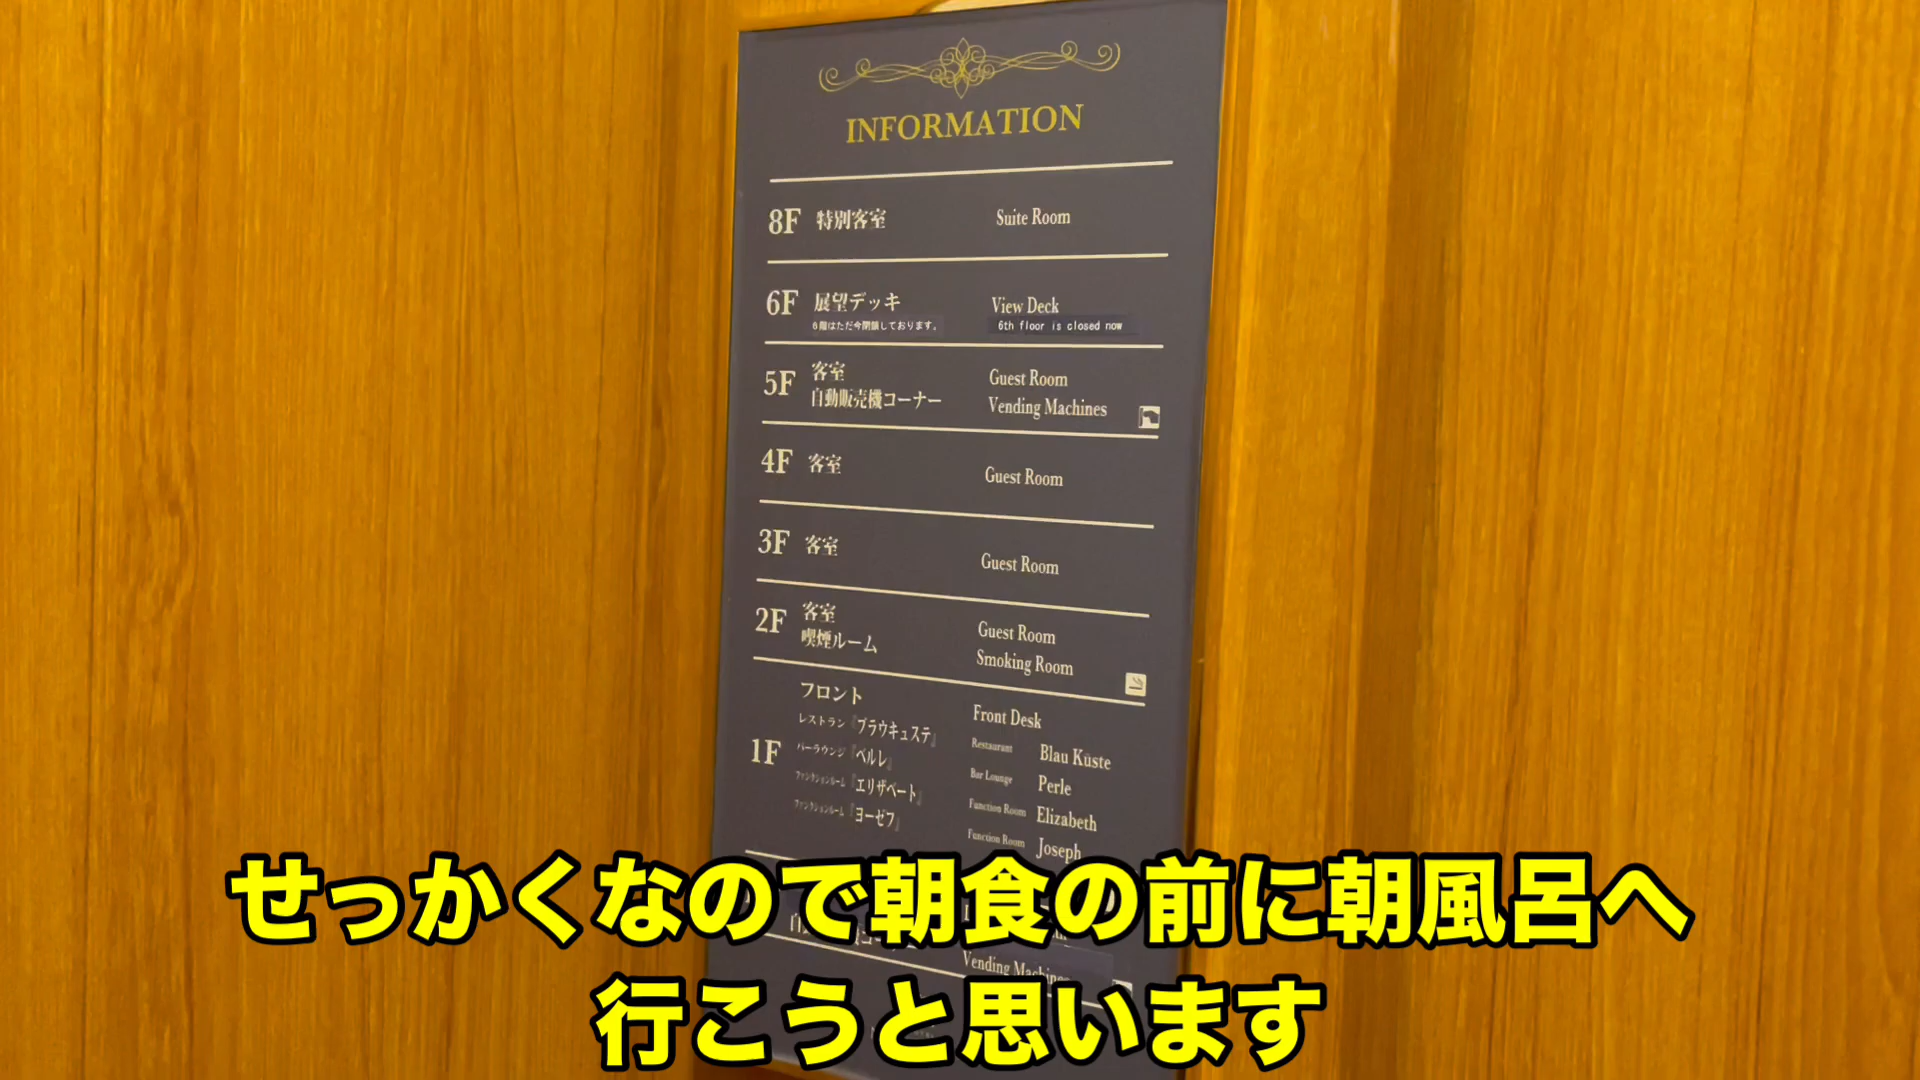 INFORMATION
8F 特別客室 Suite Room
6F 展望デッキ View Deck
6階はただ今閉鎖しております。 6th floor is closed now
5F 客室 Guest Room
自動販売機コーナー Vending Machines
4F 客室 Guest Room
3F 客室 Guest Room
2F 客室 Guest Room
喫煙ルーム Smoking Room
1F フロント Front Desk
レストラン『ブラウキュステ』 Restaurant Blau Küste
バーラウンジ『ペルレ』 Bar Lounge Perle
ファンクションルーム『エリザベート』 Function Room Elizabeth
ファンクションルーム『ヨーゼフ』 Function Room Joseph
Vending Machines
せっかくなので朝食の前に朝風呂へ
行こうと思います